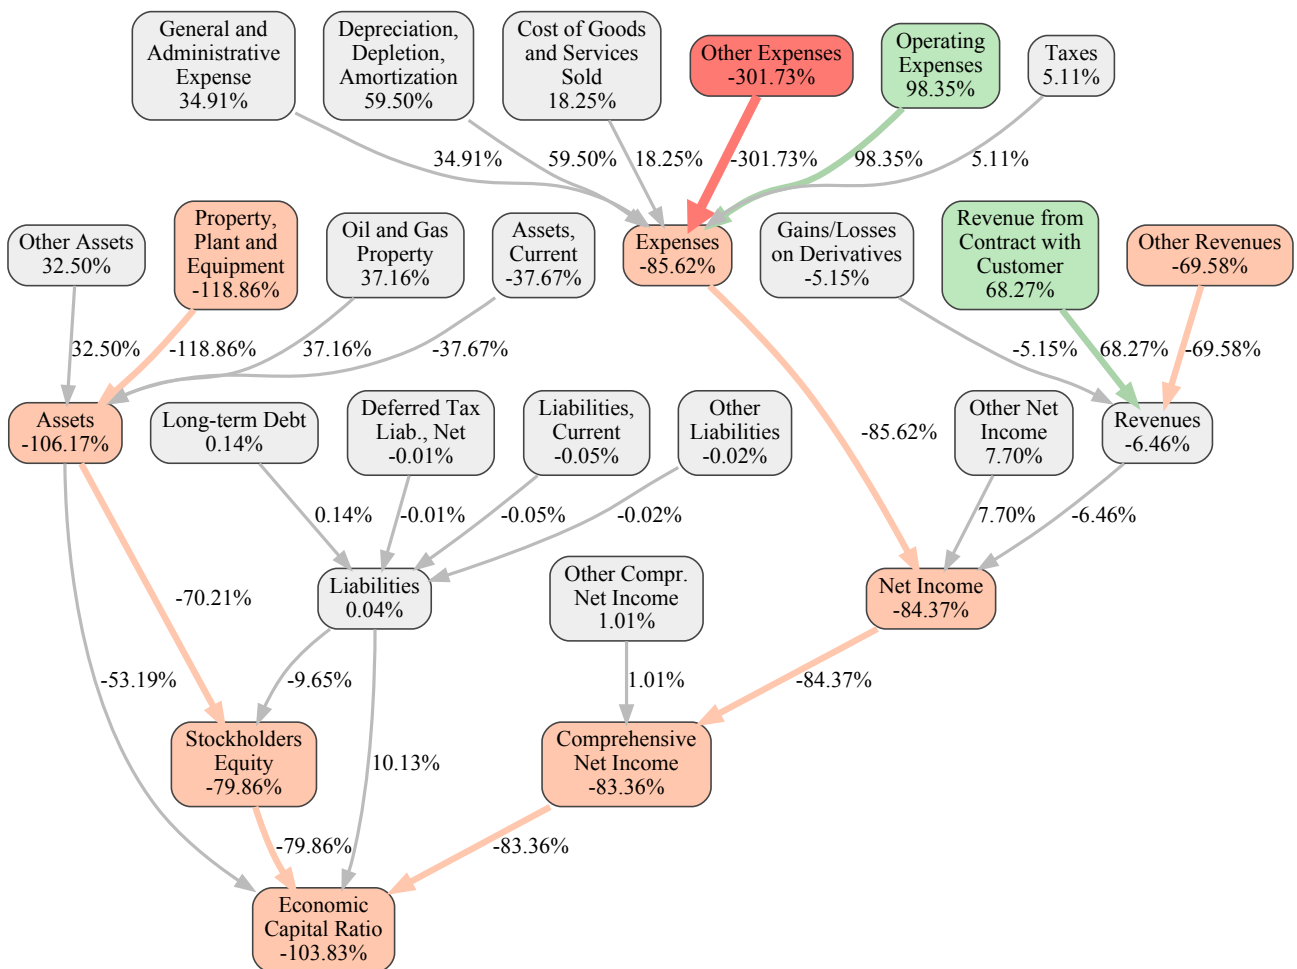 General and
Administrative
Expense
34.91%
Depreciation,
Depletion,
Amortization
59.50%
Cost of Goods
and Services
Sold
18.25%
Other Expenses
-301.73%
Operating
Expenses
98.35%
Taxes
5.11%
34.91%
59.50%
18.25%
-301.73%
98.35%
5.11%
Other Assets
32.50%
Property,
Plant and
Equipment
-118.86%
Oil and Gas
Property
37.16%
Assets,
Current
-37.67%
Expenses
-85.62%
Gains/Losses
on Derivatives
-5.15%
Revenue from
Contract with
Customer
68.27%
Other Revenues
-69.58%
32.50%
-118.86%
37.16%
-37.67%
-5.15%
68.27%
-69.58%
Assets
-106.17%
Long-term Debt
0.14%
Deferred Tax
Liab., Net
-0.01%
Liabilities,
Current
-0.05%
Other
Liabilities
-0.02%
-85.62%
Other Net
Income
7.70%
Revenues
-6.46%
0.14%
-0.01%
-0.05%
-0.02%
7.70%
-6.46%
-70.21%
Liabilities
0.04%
Other Compr.
Net Income
1.01%
Net Income
-84.37%
-53.19%
-9.65%
1.01%
-84.37%
Stockholders
Equity
-79.86%
10.13%
Comprehensive
Net Income
-83.36%
-79.86%
-83.36%
Economic
Capital Ratio
-103.83%